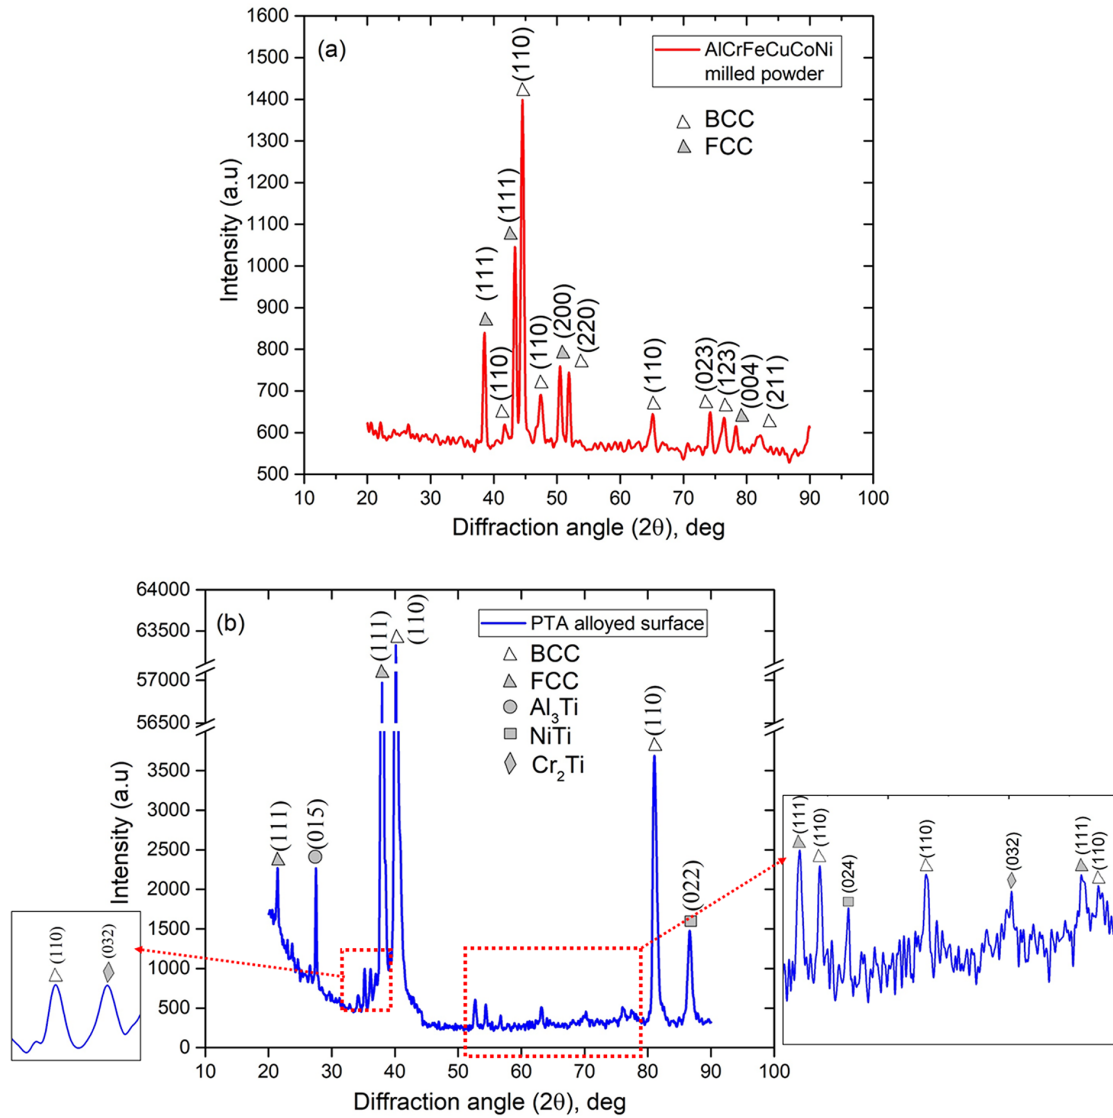 (a)
AlCrFeCuCoNi
milled powder
BCC
FCC
(111)
(110)
(111)
(110)
(110)
(200)
(220)
(110)
(023)
(123)
(004)
(211)
1600
1500
1400
1300
1200
1100
1000
900
800
700
600
500
Intensity (a.u)
10 20 30 40 50 60 70 80 90 100
Diffraction angle (2θ), deg
(b)
PTA alloyed surface
BCC
FCC
Al3Ti
NiTi
Cr2Ti
(111)
(015)
(111)
(110)
(110)
(022)
64000
63500
57000
56500
3500
3000
2500
2000
1500
1000
500
0
Intensity (a.u)
10 20 30 40 50 60 70 80 90 100
Diffraction angle (2θ), deg
(110)
(032)
(111)
(110)
(024)
(110)
(032)
(111)
(110)